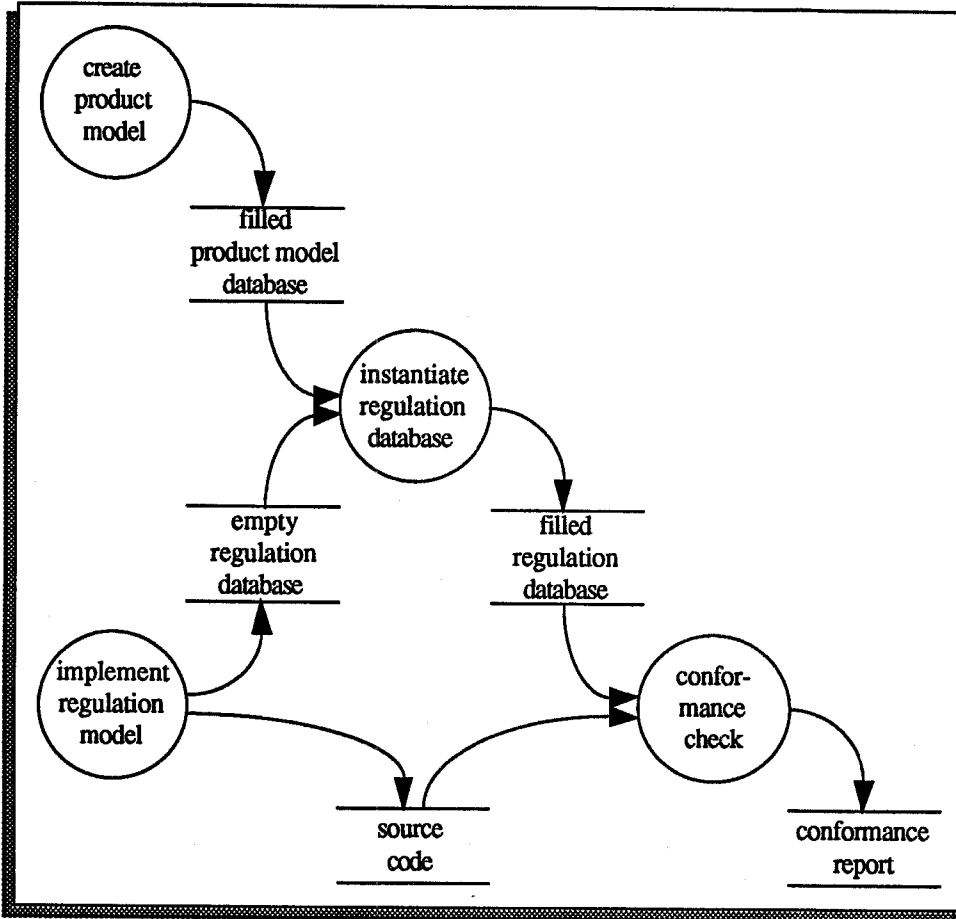 create
product
model
filled
product model
database
instantiate
regulation
database
empty
regulation
database
filled
regulation
database
implement
regulation
model
confor-
mance
check
source
code
conformance
report